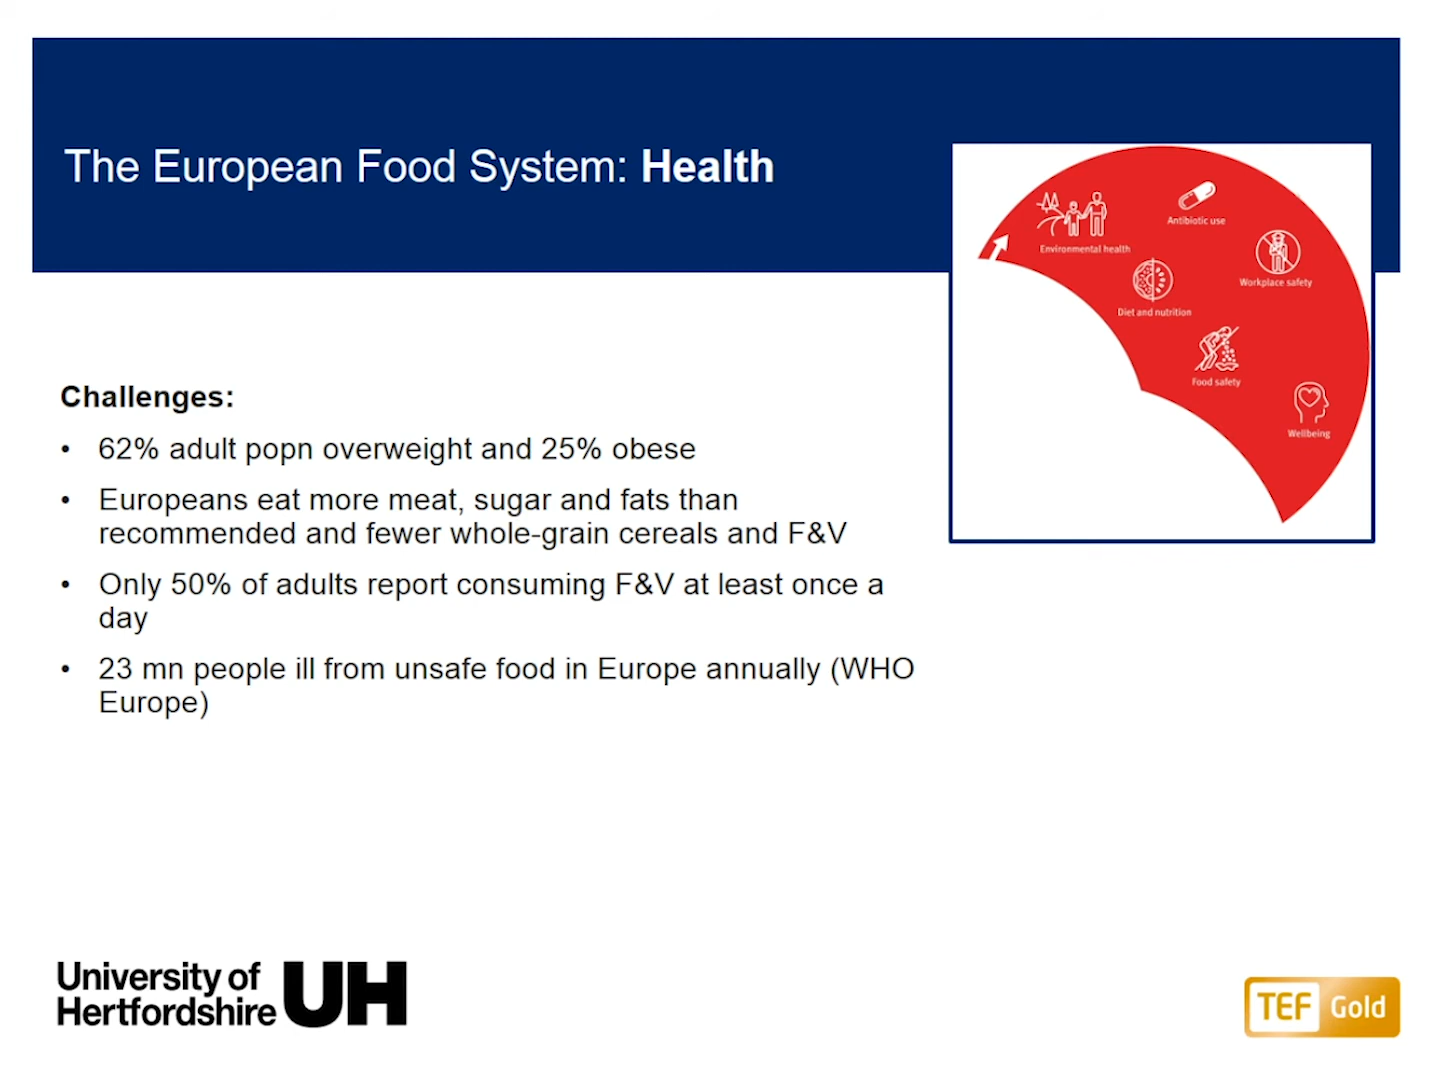 The European Food System: Health
Environmental health
Antibiotic use
Workplace safety
Diet and nutrition
Food safety
Wellbeing
Challenges:
• 62% adult popn overweight and 25% obese
• Europeans eat more meat, sugar and fats than
recommended and fewer whole-grain cereals and F&V
• Only 50% of adults report consuming F&V at least once a
day
• 23 mn people ill from unsafe food in Europe annually (WHO
Europe)
University of
Hertfordshire UH
TEF Gold